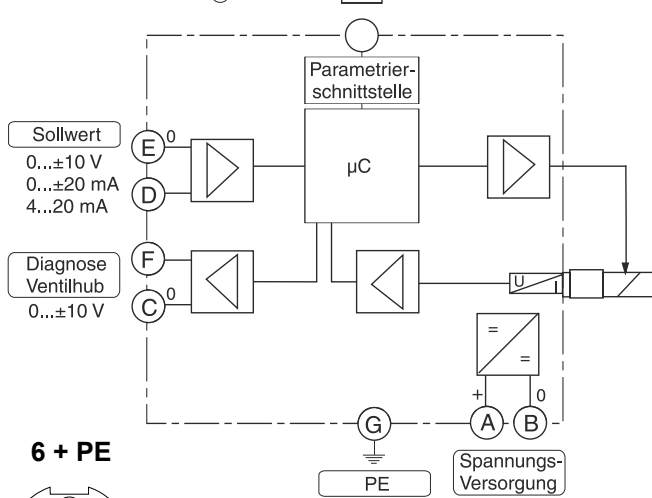 Parametrier-
schnittstelle
Sollwert
0...±10 V
0...±20 mA
4...20 mA
E
0
D
µC
Diagnose
Ventilhub
0...±10 V
F
C
0
U
I
=
=
+
0
A
B
G
6 + PE
PE
Spannungs-
Versorgung